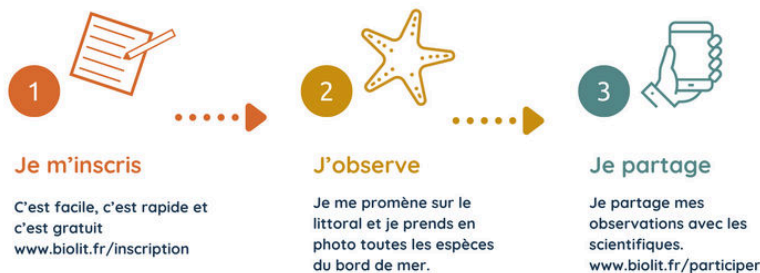 1
Je m'inscris
C'est facile, c'est rapide et
c'est gratuit
www.biolit.fr/inscription
2
J'observe
Je me promène sur le
littoral et je prends en
photo toutes les espèces
du bord de mer.
3
Je partage
Je partage mes
observations avec les
scientifiques.
www.biolit.fr/participer